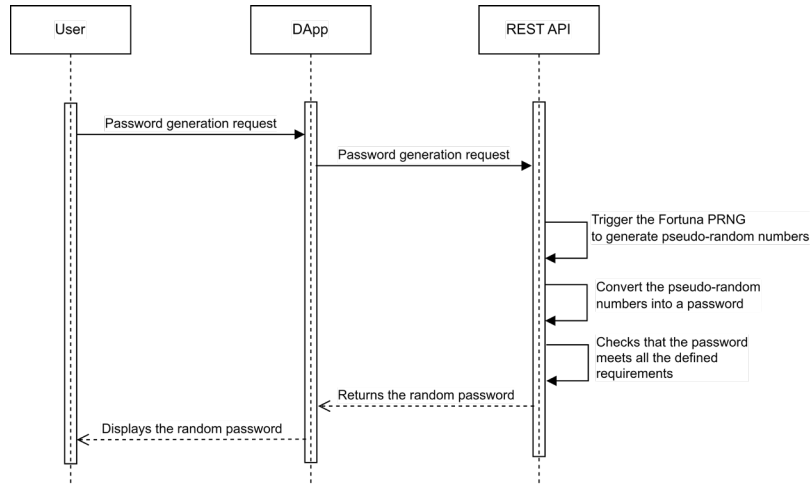 User
DApp
REST API
Password generation request
Password generation request
Trigger the Fortuna PRNG
to generate pseudo-random numbers
Convert the pseudo-random
numbers into a password
Checks that the password
meets all the defined
requirements
Returns the random password
Displays the random password